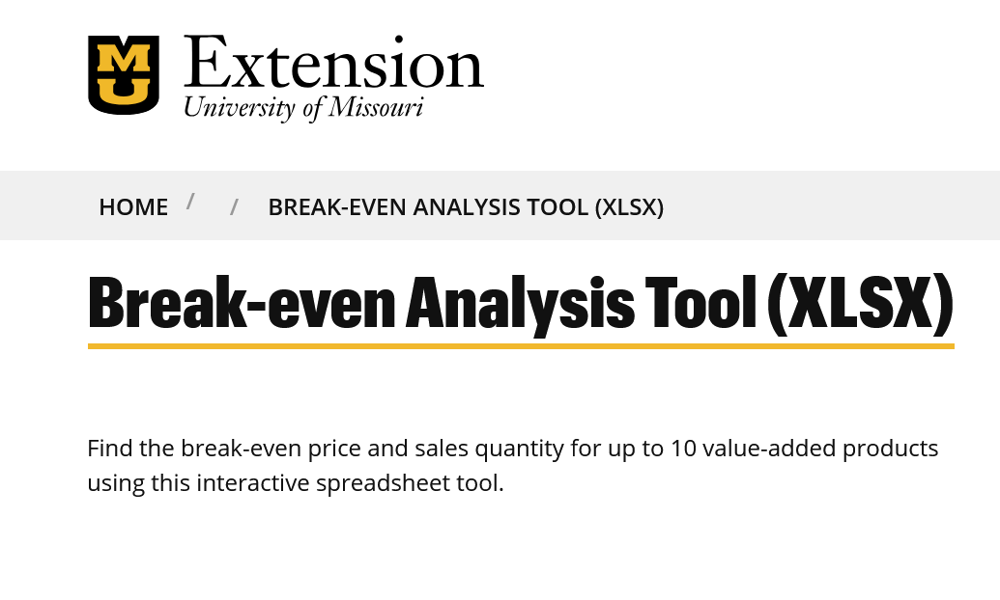 MU Extension
University of Missouri
HOME / / BREAK-EVEN ANALYSIS TOOL (XLSX)
Break-even Analysis Tool (XLSX)
Find the break-even price and sales quantity for up to 10 value-added products
using this interactive spreadsheet tool.